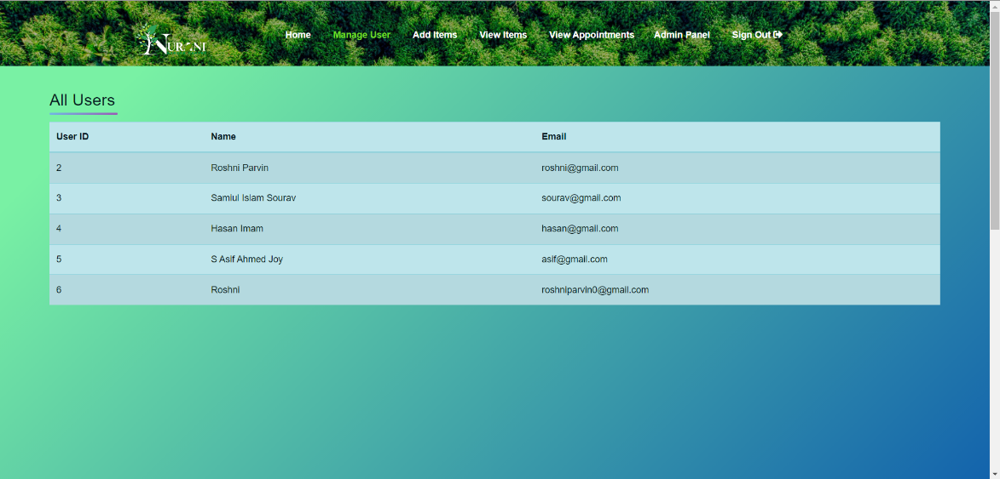 NURANI Home Manage User Add Items View Items View Appointments Admin Panel Sign Out
All Users
User ID Name Email
2 Roshni Parvin roshni@gmail.com
3 Samiul Islam Sourav sourav@gmail.com
4 Hasan Imam hasan@gmail.com
5 S Asif Ahmed Joy asif@gmail.com
6 Roshni roshniparvin0@gmail.com